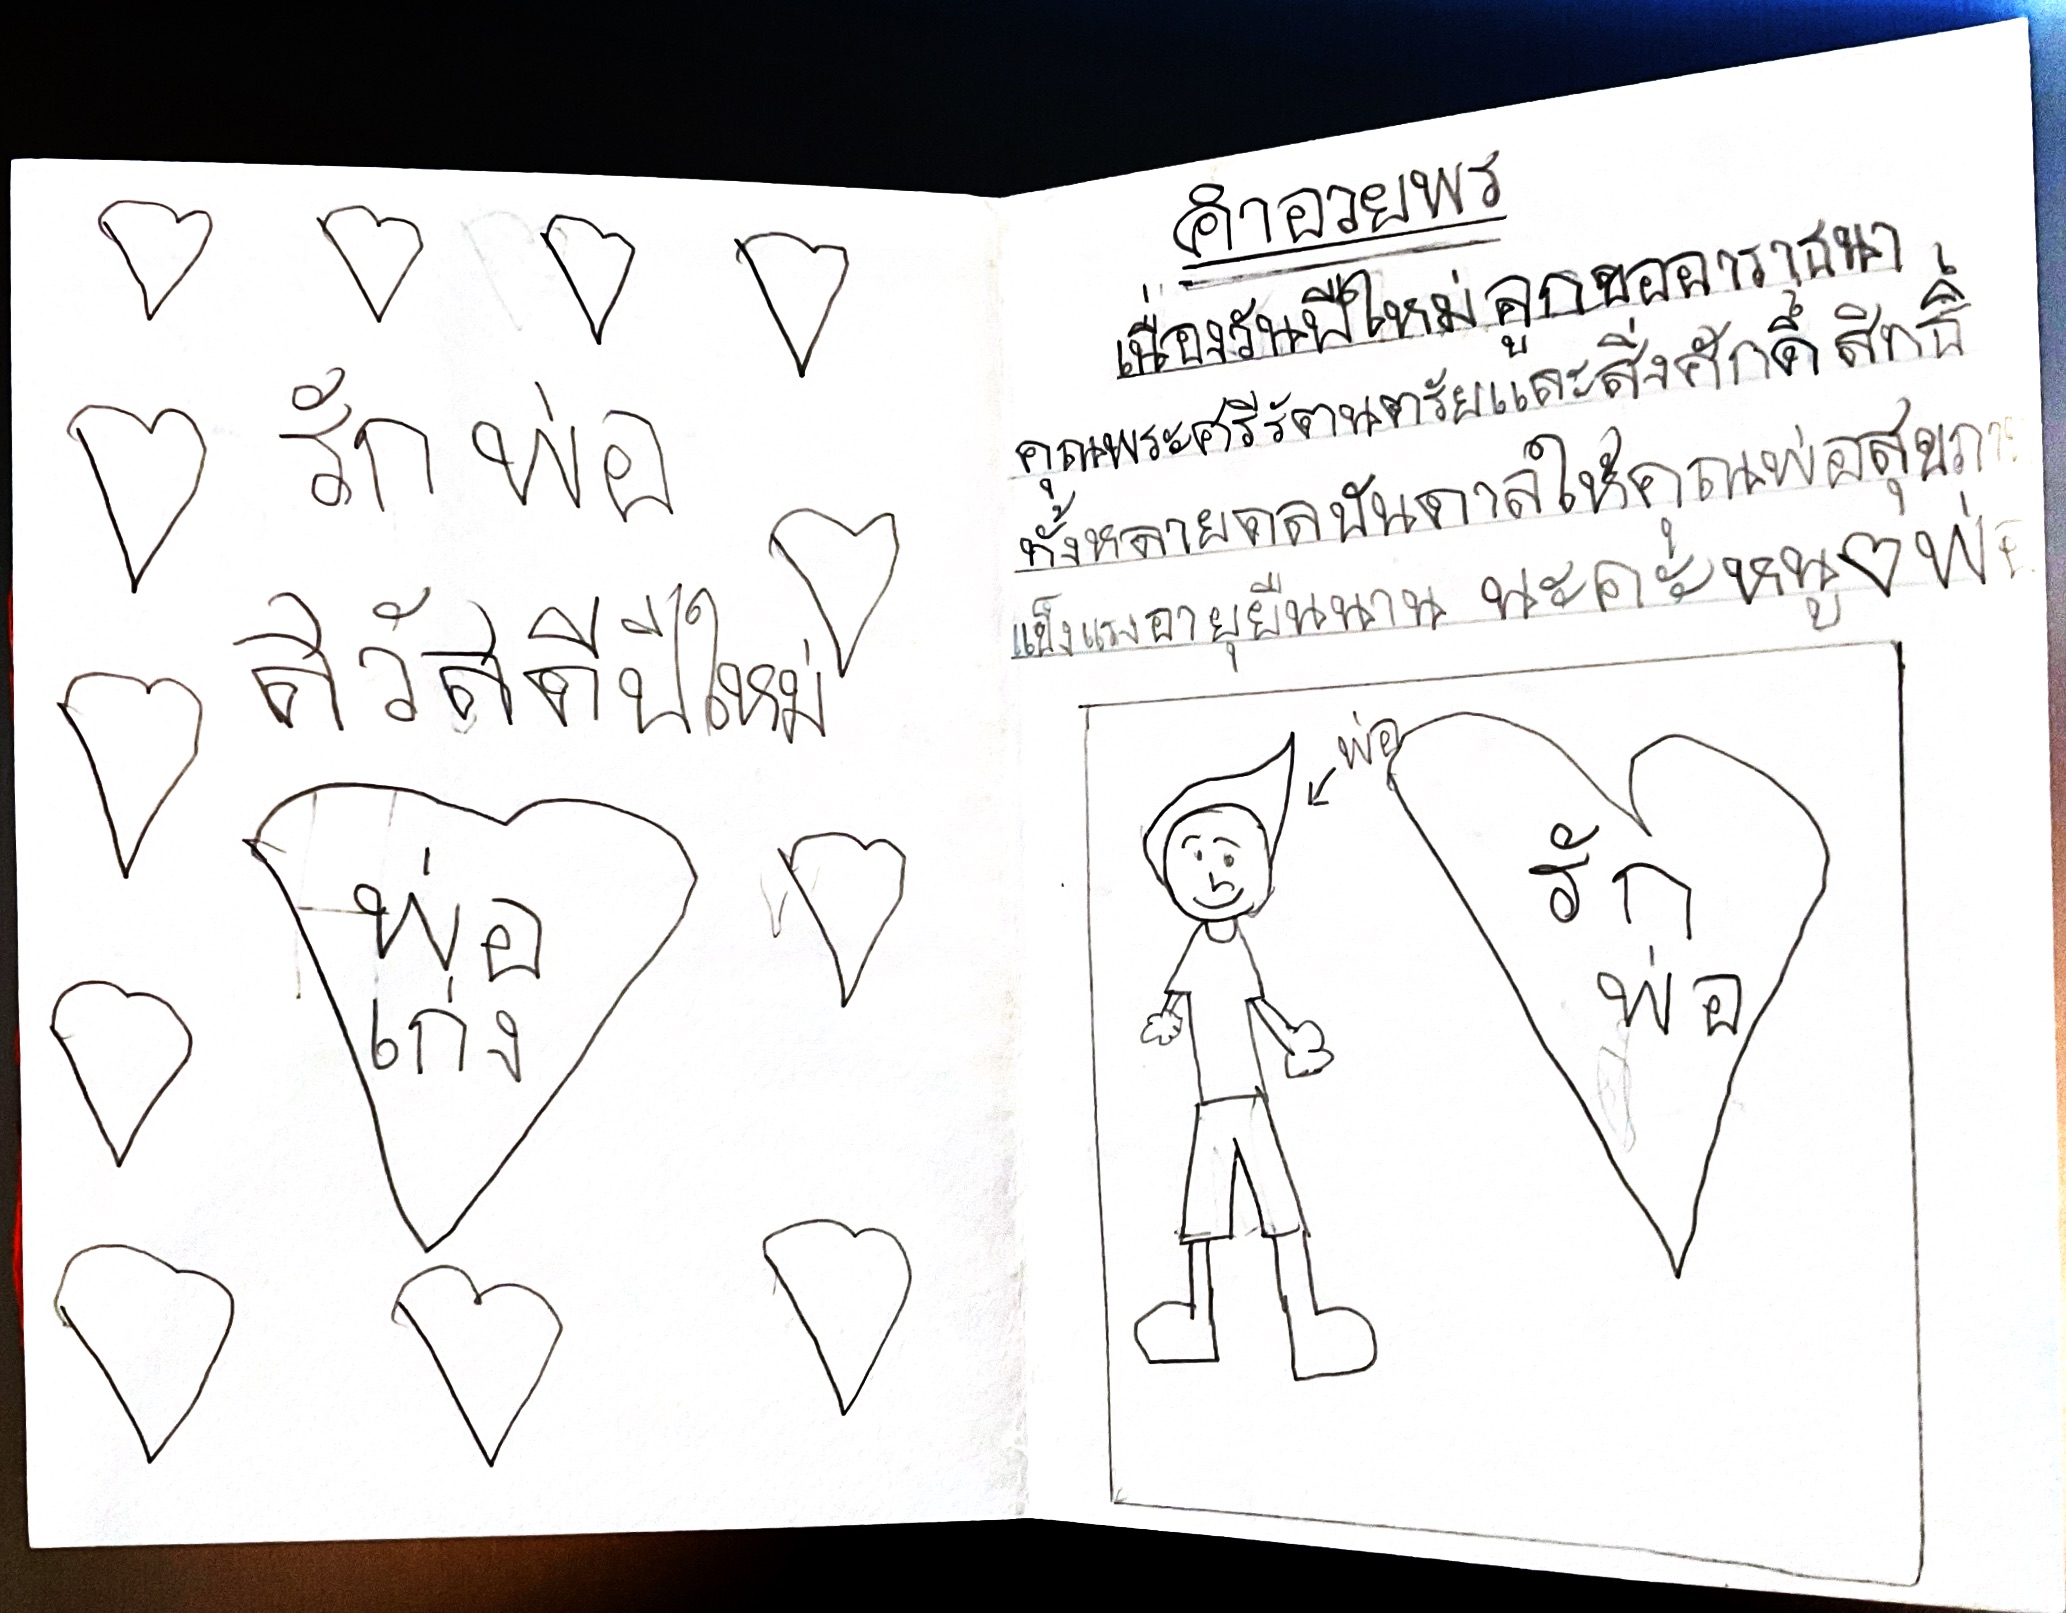 รักพ่อ
สวัสดีปีใหม่
พ่อ
เก่ง
คำอวยพร
เนื่องวันปีใหม่ลูกขออาราธนา
คุณพระศรีรัตนตรัยและสิ่งศักดิ์สิทธิ์
ทั้งหลายดลบันดาลให้คุณพ่อสุขภา
แข็งแรงอายุยืนนาน นะคะ หนู♡พ่อ
พ่อ
รัก
พ่อ